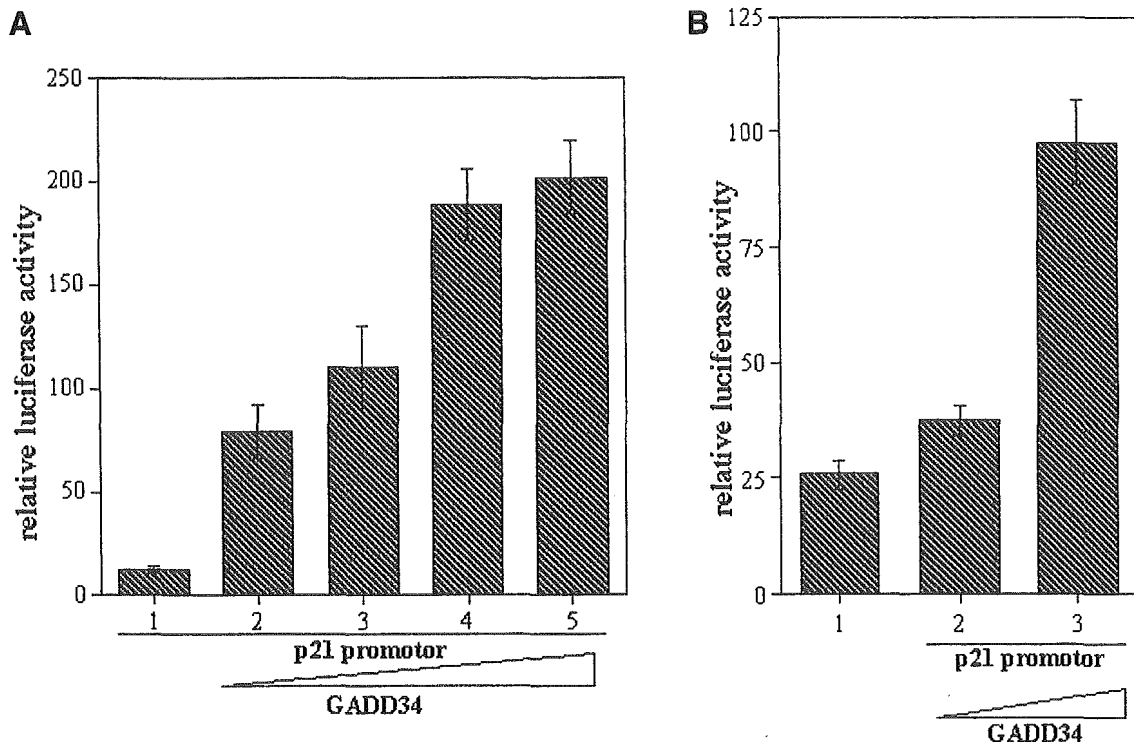 A
250
200
150
100
50
0
relative luciferase activity
1 2 3 4 5
p21 promotor
GADD34
B
125
100
75
50
25
0
relative luciferase activity
1 2 3
p21 promotor
GADD34